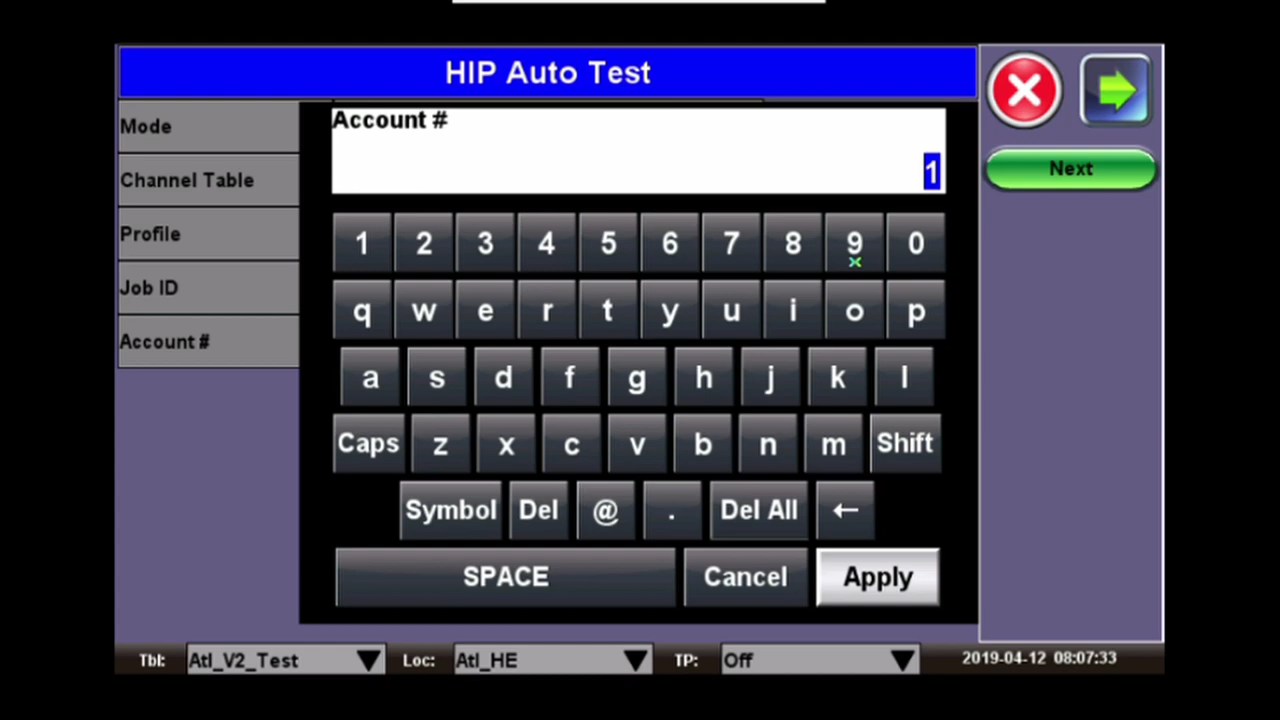 HIP Auto Test
Mode
Channel Table
Profile
Job ID
Account #
Account #
1
1 2 3 4 5 6 7 8 9 0
q w e r t y u i o p
a s d f g h j k l
Caps z x c v b n m Shift
Symbol Del @ . Del All ←
SPACE Cancel Apply
Next
Tbl: Atl_V2_Test Loc: Atl_HE TP: Off 2019-04-12 08:07:33